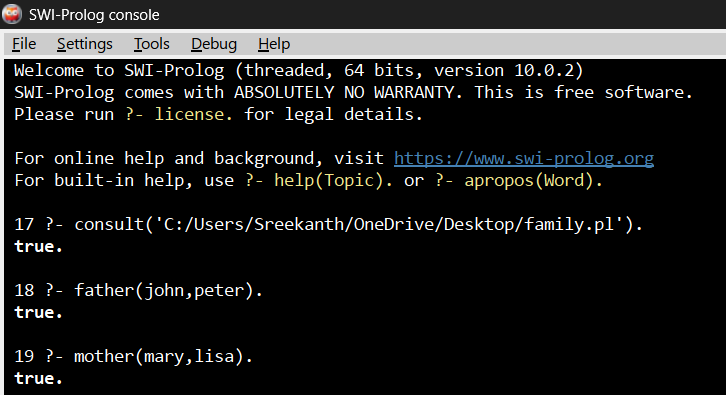 SWI-Prolog console
File Settings Tools Debug Help
Welcome to SWI-Prolog (threaded, 64 bits, version 10.0.2)
SWI-Prolog comes with ABSOLUTELY NO WARRANTY. This is free software.
Please run ?- license. for legal details.
For online help and background, visit https://www.swi-prolog.org
For built-in help, use ?- help(Topic). or ?- apropos(Word).
17 ?- consult('C:/Users/Sreekanth/OneDrive/Desktop/family.pl').
true.
18 ?- father(john,peter).
true.
19 ?- mother(mary,lisa).
true.